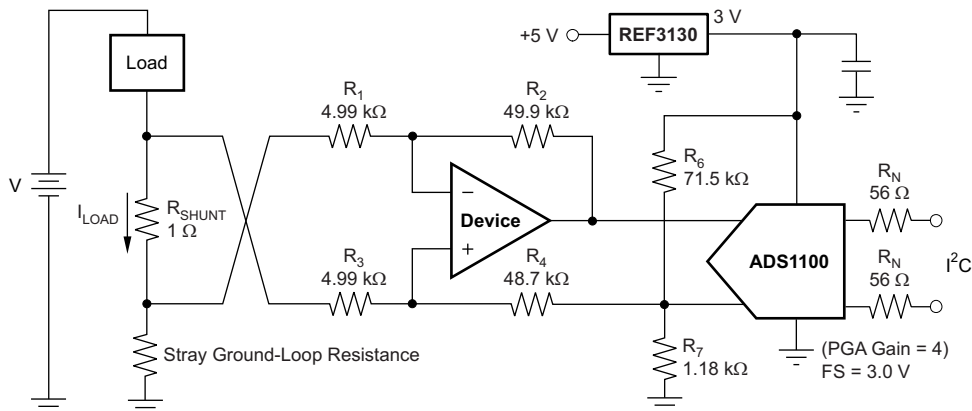 3 V
+5 V
REF3130
Load
R1
4.99 kΩ
R2
49.9 kΩ
R6
71.5 kΩ
V
ILOAD
RSHUNT
1 Ω
−
Device
+
ADS1100
RN
56 Ω
I²C
RN
56 Ω
R3
4.99 kΩ
R4
48.7 kΩ
Stray Ground-Loop Resistance
R7
1.18 kΩ
(PGA Gain = 4)
FS = 3.0 V